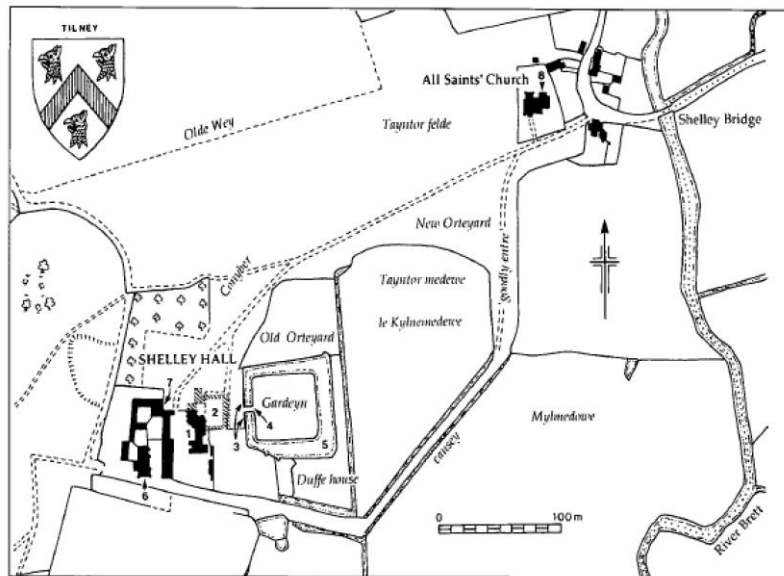 TILNEY
All Saints' Church
8
Shelley Bridge
Olde Wey
Tayntor felde
New Orteyard
'goodly entre'
Conyber
Tayntor medewe
le Kylnemedewe
Old Orteyard
SHELLEY HALL
7
Gardeyn
2
1
4
3
5
Mylmedowe
causey
Duffe house
6
0
100 m
River Brett